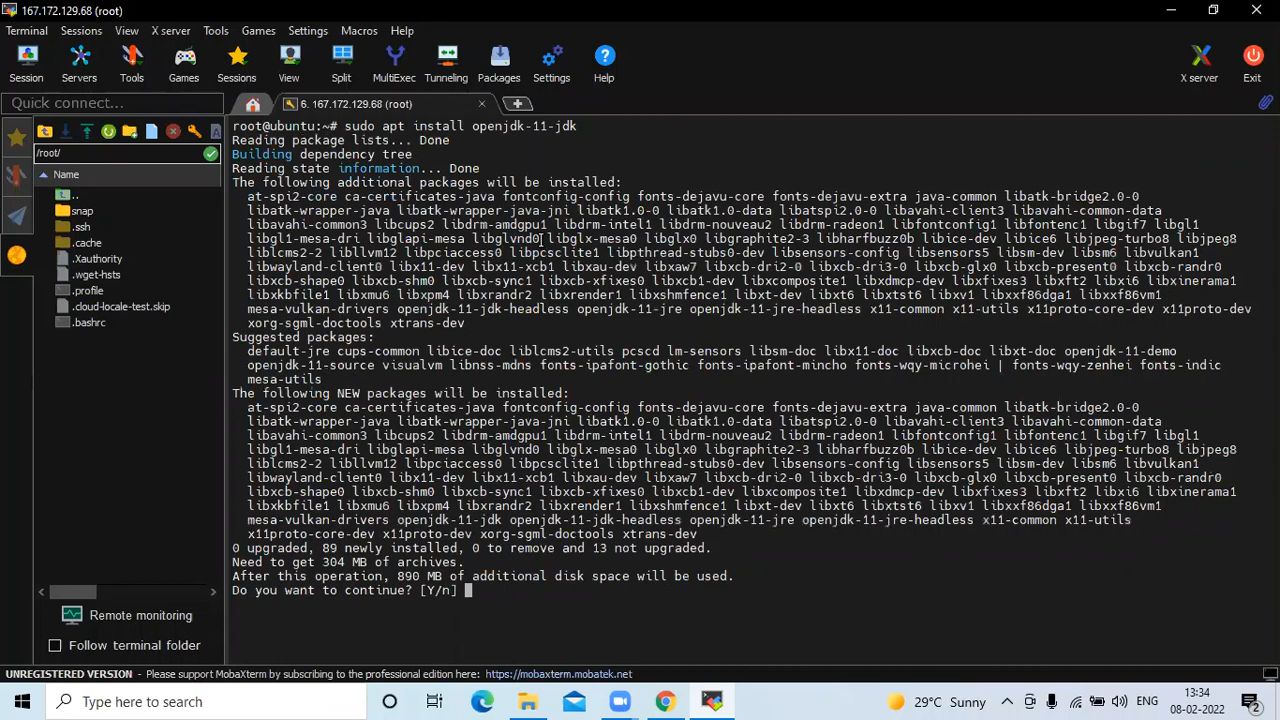 167.172.129.68 (root)
Terminal Sessions View X server Tools Games Settings Macros Help
Session Servers Tools Games Sessions View Split MultiExec Tunneling Packages Settings Help X server Exit
Quick connect...
6. 167.172.129.68 (root)
/root/
Name
..
snap
.ssh
.cache
.Xauthority
.wget-hsts
.profile
.cloud-locale-test.skip
.bashrc
Remote monitoring
Follow terminal folder
root@ubuntu:~# sudo apt install openjdk-11-jdk
Reading package lists... Done
Building dependency tree
Reading state information... Done
The following additional packages will be installed:
at-spi2-core ca-certificates-java fontconfig-config fonts-dejavu-core fonts-dejavu-extra java-common libatk-bridge2.0-0
libatk-wrapper-java libatk-wrapper-java-jni libatk1.0-0 libatk1.0-data libatspi2.0-0 libavahi-client3 libavahi-common-data
libavahi-common3 libcups2 libdrm-amdgpu1 libdrm-intel1 libdrm-nouveau2 libdrm-radeon1 libfontconfig1 libfontenc1 libgif7 libgl1
libgl1-mesa-dri libglapi-mesa libglvnd0 libglx-mesa0 libglx0 libgraphite2-3 libharfbuzz0b libice-dev libice6 libjpeg-turbo8 libjpeg8
liblcms2-2 libllvm12 libpciaccess0 libpcsclite1 libpthread-stubs0-dev libsensors-config libsensors5 libsm-dev libsm6 libvulkan1
libwayland-client0 libx11-dev libx11-xcb1 libxau-dev libxaw7 libxcb-dri2-0 libxcb-dri3-0 libxcb-glx0 libxcb-present0 libxcb-randr0
libxcb-shape0 libxcb-shm0 libxcb-sync1 libxcb-xfixes0 libxcb1-dev libxcomposite1 libxdmcp-dev libxfixes3 libxft2 libxi6 libxinerama1
libxkbfile1 libxmu6 libxpm4 libxrandr2 libxrender1 libxshmfence1 libxt-dev libxt6 libxtst6 libxv1 libxxf86dga1 libxxf86vm1
mesa-vulkan-drivers openjdk-11-jdk-headless openjdk-11-jre openjdk-11-jre-headless x11-common x11-utils x11proto-core-dev x11proto-dev
xorg-sgml-doctools xtrans-dev
Suggested packages:
default-jre cups-common libice-doc liblcms2-utils pcscd lm-sensors libsm-doc libx11-doc libxcb-doc libxt-doc openjdk-11-demo
openjdk-11-source visualvm libnss-mdns fonts-ipafont-gothic fonts-ipafont-mincho fonts-wqy-microhei | fonts-wqy-zenhei fonts-indic
mesa-utils
The following NEW packages will be installed:
at-spi2-core ca-certificates-java fontconfig-config fonts-dejavu-core fonts-dejavu-extra java-common libatk-bridge2.0-0
libatk-wrapper-java libatk-wrapper-java-jni libatk1.0-0 libatk1.0-data libatspi2.0-0 libavahi-client3 libavahi-common-data
libavahi-common3 libcups2 libdrm-amdgpu1 libdrm-intel1 libdrm-nouveau2 libdrm-radeon1 libfontconfig1 libfontenc1 libgif7 libgl1
libgl1-mesa-dri libglapi-mesa libglvnd0 libglx-mesa0 libglx0 libgraphite2-3 libharfbuzz0b libice-dev libice6 libjpeg-turbo8 libjpeg8
liblcms2-2 libllvm12 libpciaccess0 libpcsclite1 libpthread-stubs0-dev libsensors-config libsensors5 libsm-dev libsm6 libvulkan1
libwayland-client0 libx11-dev libx11-xcb1 libxau-dev libxaw7 libxcb-dri2-0 libxcb-dri3-0 libxcb-glx0 libxcb-present0 libxcb-randr0
libxcb-shape0 libxcb-shm0 libxcb-sync1 libxcb-xfixes0 libxcb1-dev libxcomposite1 libxdmcp-dev libxfixes3 libxft2 libxi6 libxinerama1
libxkbfile1 libxmu6 libxpm4 libxrandr2 libxrender1 libxshmfence1 libxt-dev libxt6 libxtst6 libxv1 libxxf86dga1 libxxf86vm1
mesa-vulkan-drivers openjdk-11-jdk openjdk-11-jdk-headless openjdk-11-jre openjdk-11-jre-headless x11-common x11-utils
x11proto-core-dev x11proto-dev xorg-sgml-doctools xtrans-dev
0 upgraded, 89 newly installed, 0 to remove and 13 not upgraded.
Need to get 304 MB of archives.
After this operation, 890 MB of additional disk space will be used.
Do you want to continue? [Y/n]
UNREGISTERED VERSION - Please support MobaXterm by subscribing to the professional edition here: https://mobaxterm.mobatek.net
Type here to search
29°C Sunny
ENG
13:34
08-02-2022
2